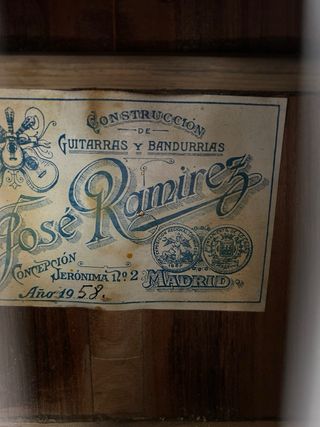 CONSTRUCCIÓN
DE
GUITARRAS Y BANDURRIAS
José Ramirez
CONCEPCIÓN
JERÓNIMA Nº 2 MADRID
Año 1958.